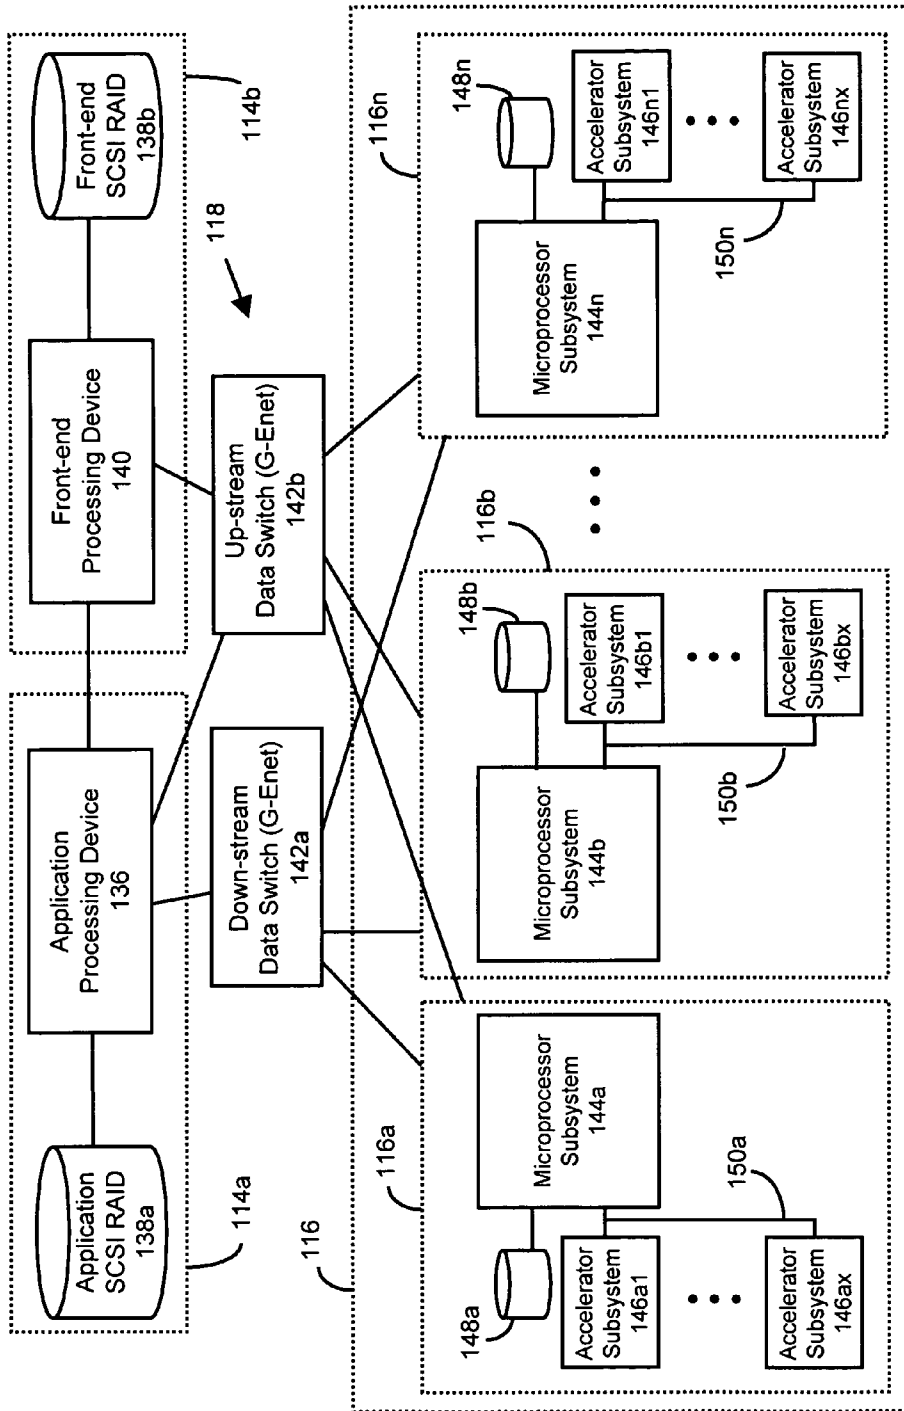 Application
SCSI RAID
138a
Application
Processing Device
136
Front-end
Processing Device
140
Front-end
SCSI RAID
138b
114a
114b
118
Down-stream
Data Switch (G-Enet)
142a
Up-stream
Data Switch (G-Enet)
142b
116
116a
116b
116n
148a
Accelerator
Subsystem
146a1
Accelerator
Subsystem
146ax
Microprocessor
Subsystem
144a
150a
Microprocessor
Subsystem
144b
148b
Accelerator
Subsystem
146b1
Accelerator
Subsystem
146bx
150b
Microprocessor
Subsystem
144n
148n
Accelerator
Subsystem
146n1
Accelerator
Subsystem
146nx
150n